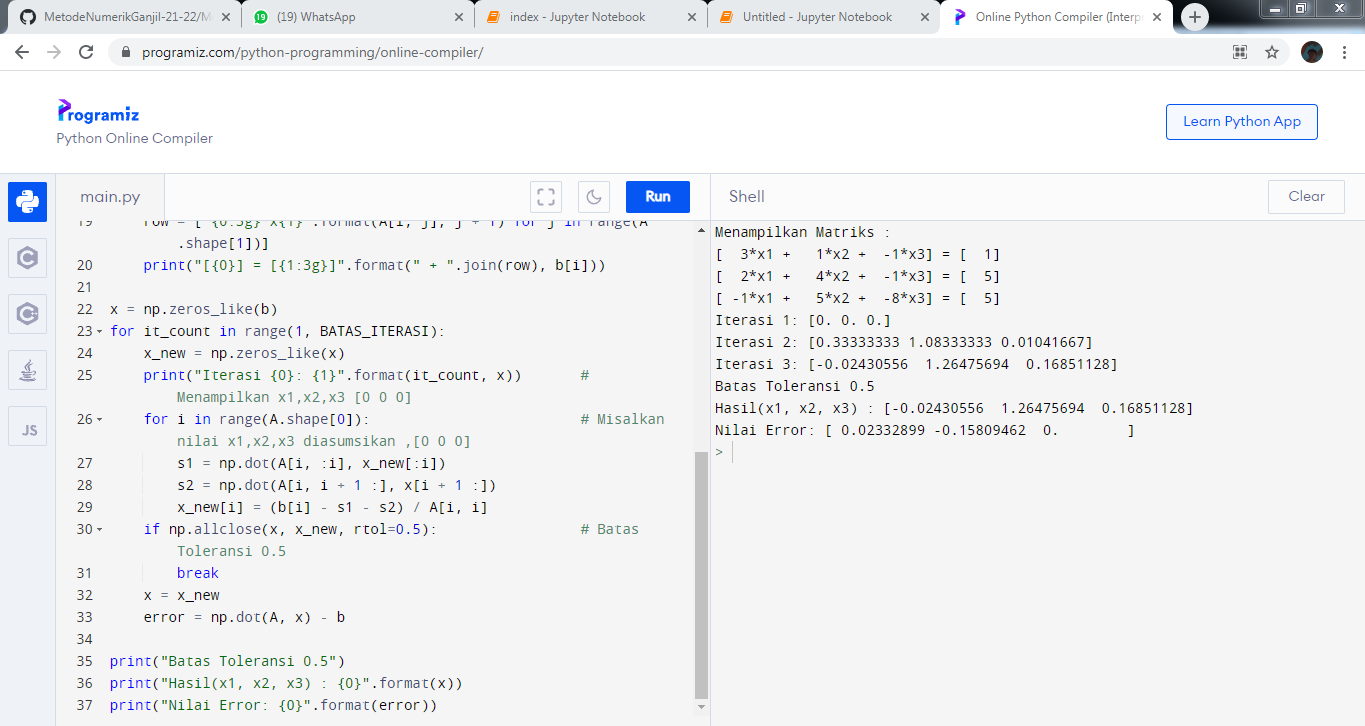 MetodeNumerikGanjil-21-22/M
(19) WhatsApp
index - Jupyter Notebook
Untitled - Jupyter Notebook
Online Python Compiler (Interp
programiz.com/python-programming/online-compiler/
Programiz
Python Online Compiler
Learn Python App
main.py
Run
Shell
Clear
19 row = ["{0:3g}*x{1}".format(A[i, j], j + 1) for j in range(A
.shape[1])]
20 print("[{0}] = [{1:3g}]".format(" + ".join(row), b[i]))
21
22 x = np.zeros_like(b)
23 for it_count in range(1, BATAS_ITERASI):
24 x_new = np.zeros_like(x)
25 print("Iterasi {0}: {1}".format(it_count, x)) #
Menampilkan x1,x2,x3 [0 0 0]
26 for i in range(A.shape[0]): # Misalkan
nilai x1,x2,x3 diasumsikan ,[0 0 0]
27 s1 = np.dot(A[i, :i], x_new[:i])
28 s2 = np.dot(A[i, i + 1 :], x[i + 1 :])
29 x_new[i] = (b[i] - s1 - s2) / A[i, i]
30 if np.allclose(x, x_new, rtol=0.5): # Batas
Toleransi 0.5
31 break
32 x = x_new
33 error = np.dot(A, x) - b
34
35 print("Batas Toleransi 0.5")
36 print("Hasil(x1, x2, x3) : {0}".format(x))
37 print("Nilai Error: {0}".format(error))
JS
Menampilkan Matriks :
[  3*x1 +   1*x2 +  -1*x3] = [  1]
[  2*x1 +   4*x2 +  -1*x3] = [  5]
[ -1*x1 +   5*x2 +  -8*x3] = [  5]
Iterasi 1: [0. 0. 0.]
Iterasi 2: [0.33333333 1.08333333 0.01041667]
Iterasi 3: [-0.02430556  1.26475694  0.16851128]
Batas Toleransi 0.5
Hasil(x1, x2, x3) : [-0.02430556  1.26475694  0.16851128]
Nilai Error: [ 0.02332899 -0.15809462  0.        ]
>